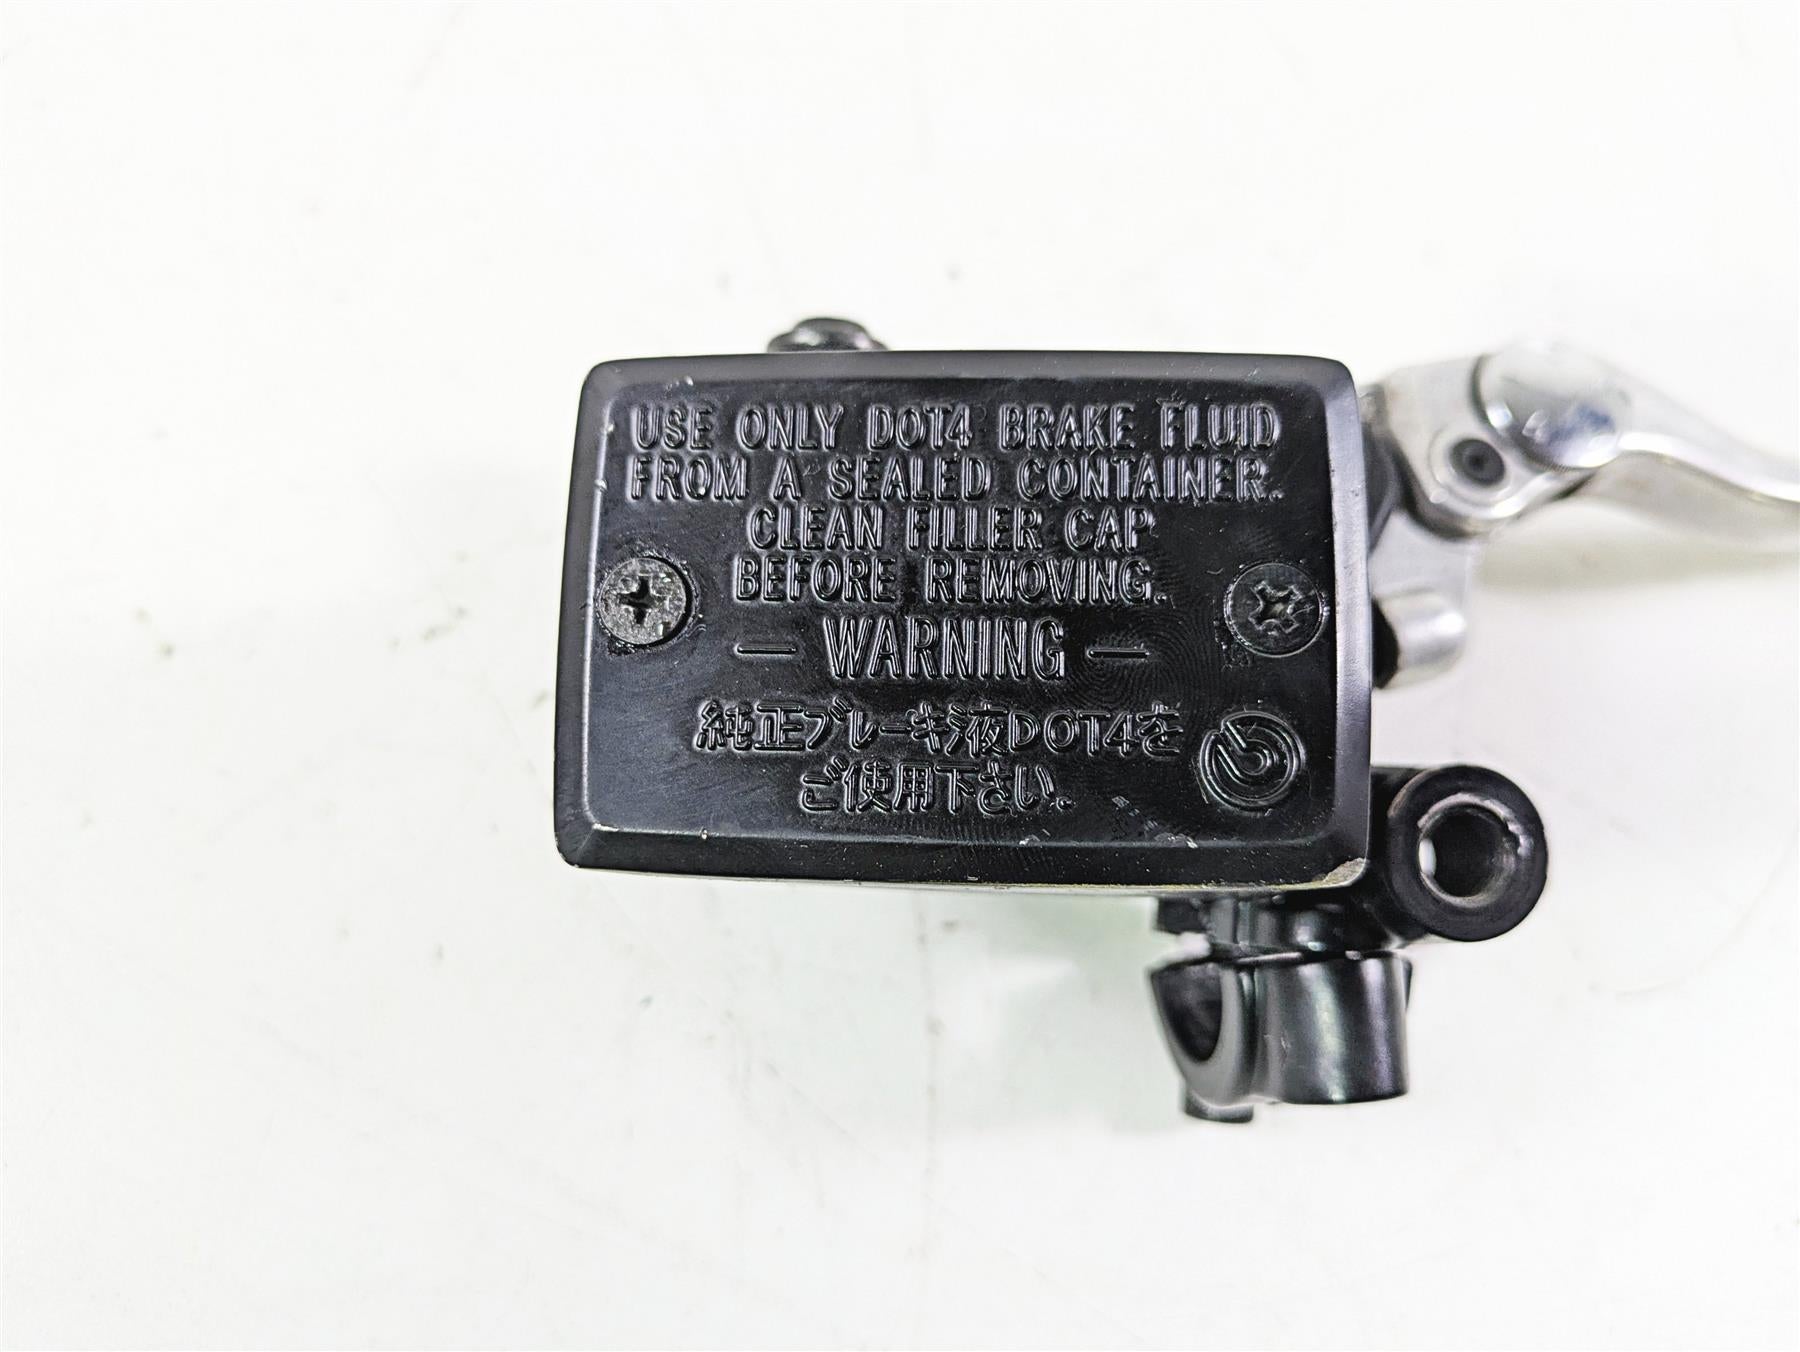 USE ONLY DOT4 BRAKE FLUID
FROM A SEALED CONTAINER.
CLEAN FILLER CAP
BEFORE REMOVING.
— WARNING —
純正ブレーキ液DOT4を
ご使用下さい。